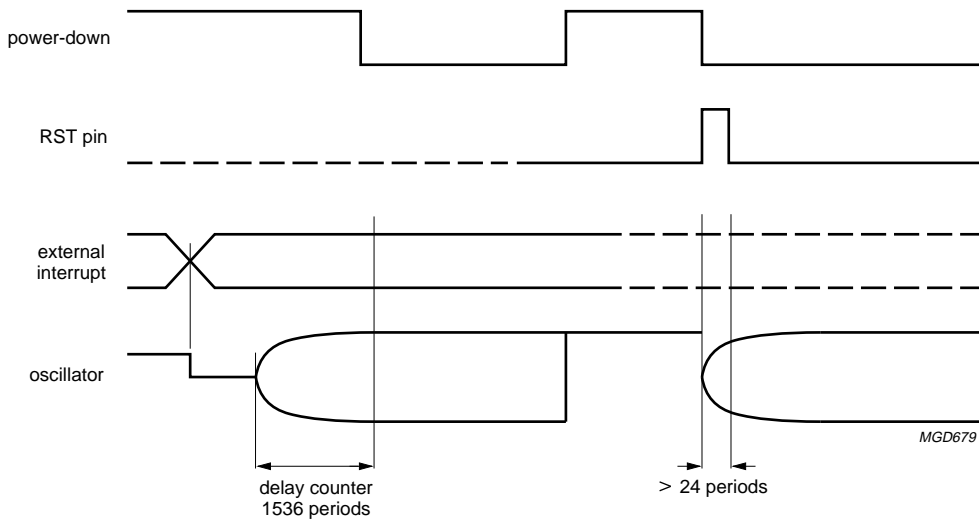 power-down
RST pin
external
interrupt
oscillator
MGD679
delay counter
1536 periods
> 24 periods